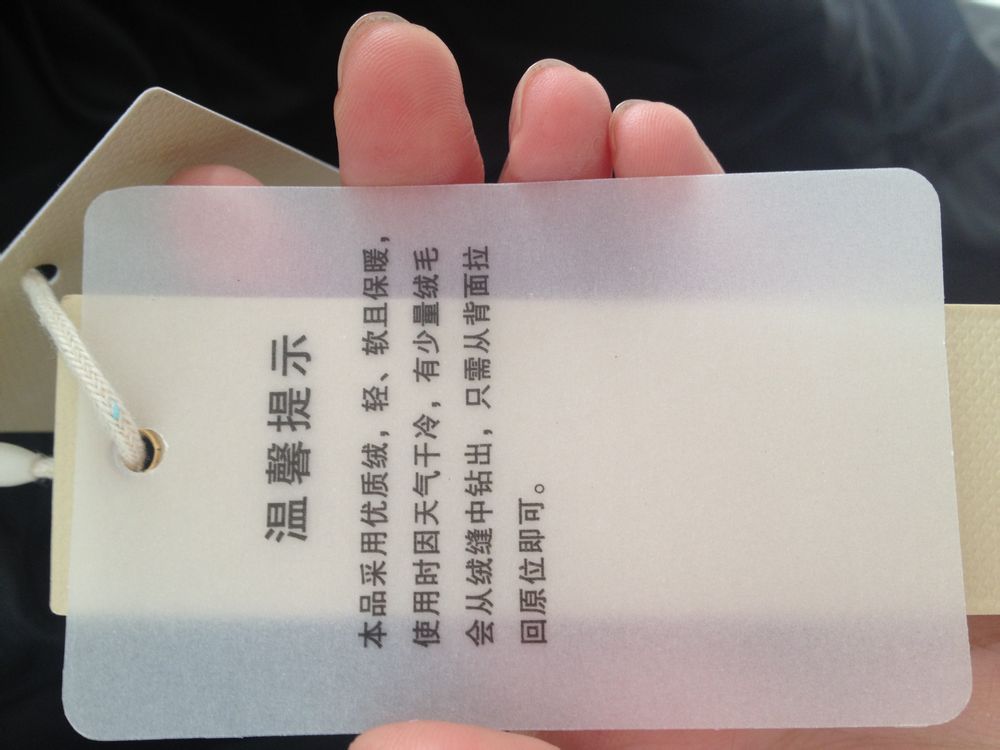 温馨提示
本品采用优质绒，轻、软且保暖，
使用时因天气干冷，有少量绒毛
会从绒缝中钻出，只需从背面拉
回原位即可。